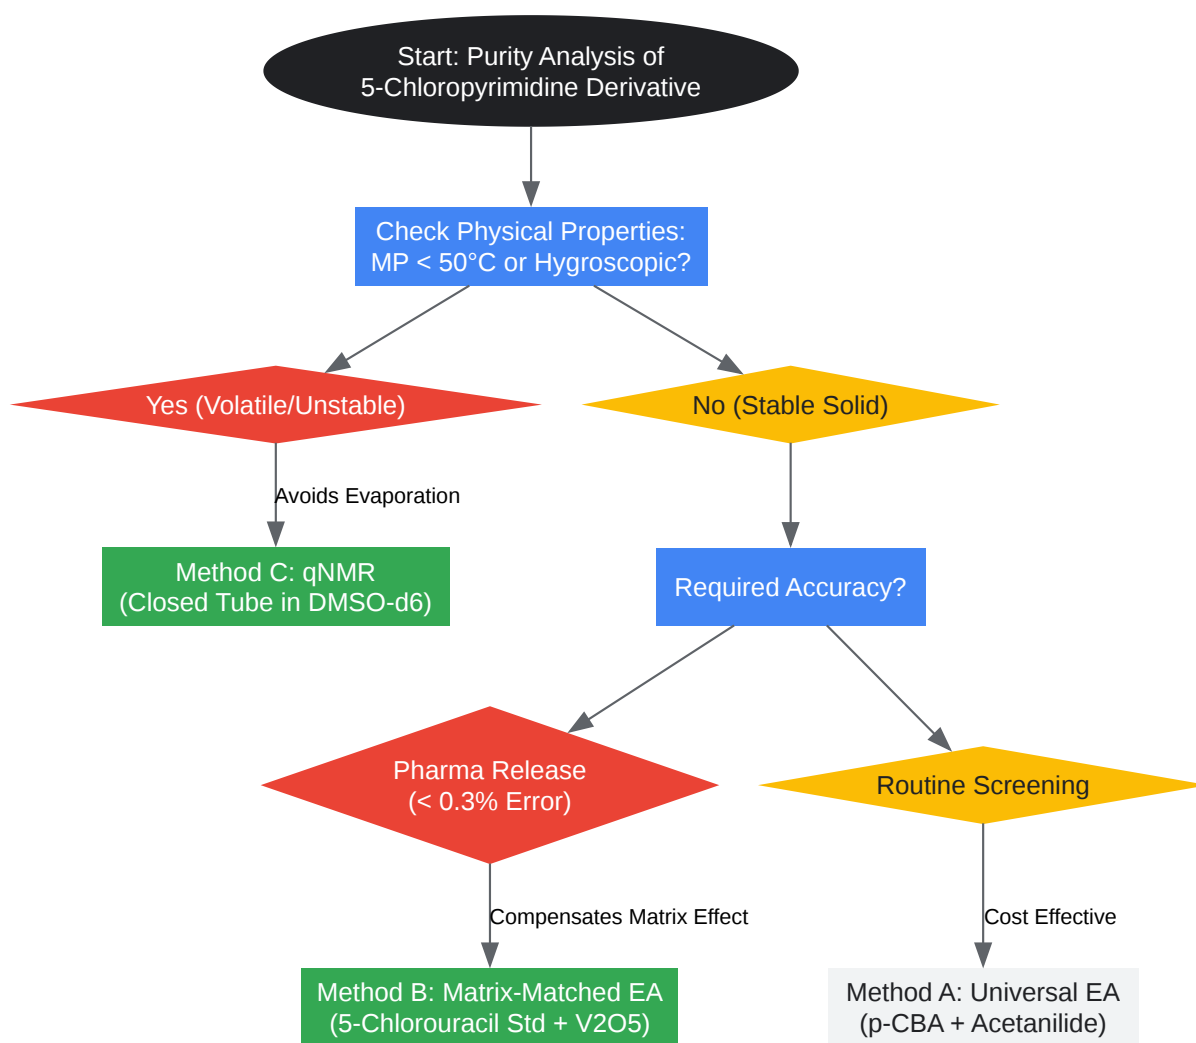 Start: Purity Analysis of
5-Chloropyrimidine Derivative
Check Physical Properties:
MP < 50°C or Hygroscopic?
Yes (Volatile/Unstable)
No (Stable Solid)
Avoids Evaporation
Method C: qNMR
(Closed Tube in DMSO-d6)
Required Accuracy?
Pharma Release
(< 0.3% Error)
Routine Screening
Compensates Matrix Effect
Cost Effective
Method B: Matrix-Matched EA
(5-Chlorouracil Std + V2O5)
Method A: Universal EA
(p-CBA + Acetanilide)